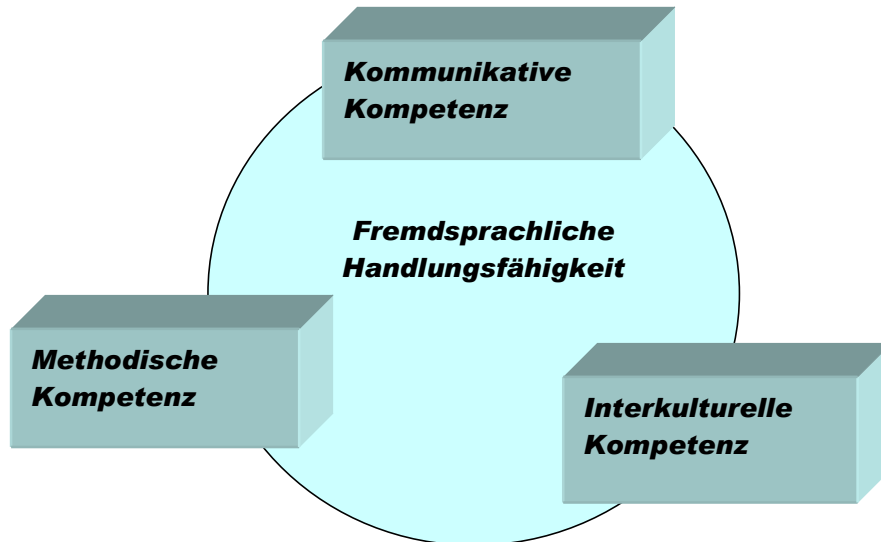 Kommunikative
Kompetenz
Fremdsprachliche
Handlungsfähigkeit
Methodische
Kompetenz
Interkulturelle
Kompetenz